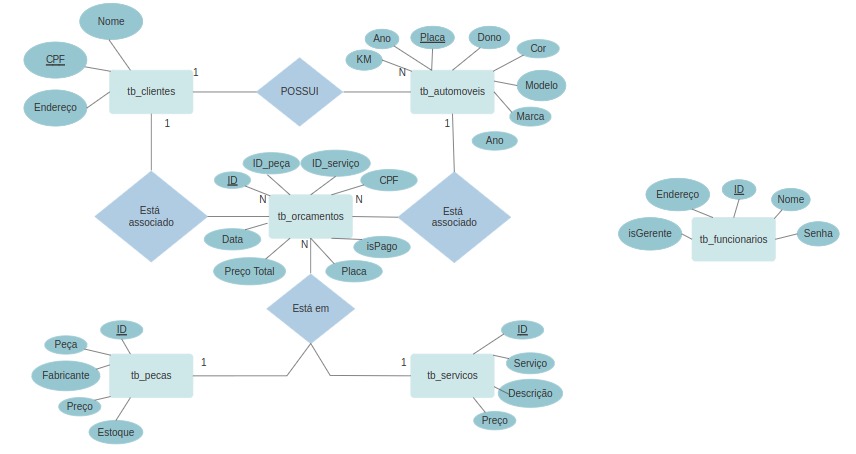 Nome
Ano
Placa
Dono
Cor
CPF
KM
1
N
tb_clientes
POSSUI
tb_automoveis
Modelo
Endereço
Marca
1
1
Ano
ID_peça
ID_serviço
ID
CPF
N
N
Está
associado
tb_orcamentos
Está
associado
Data
N
isPago
Preço Total
Placa
Endereço
ID
Nome
isGerente
tb_funcionarios
Senha
Está em
ID
ID
Peça
1
1
Serviço
Fabricante
tb_pecas
tb_servicos
Descrição
Preço
Preço
Estoque